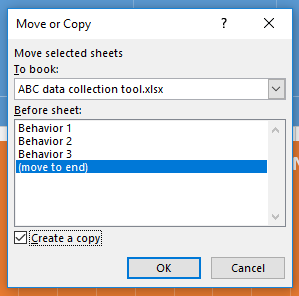 Move or Copy
Move selected sheets
To book:
ABC data collection tool.xlsx
Before sheet:
Behavior 1
Behavior 2
Behavior 3
(move to end)
Create a copy
OK
Cancel